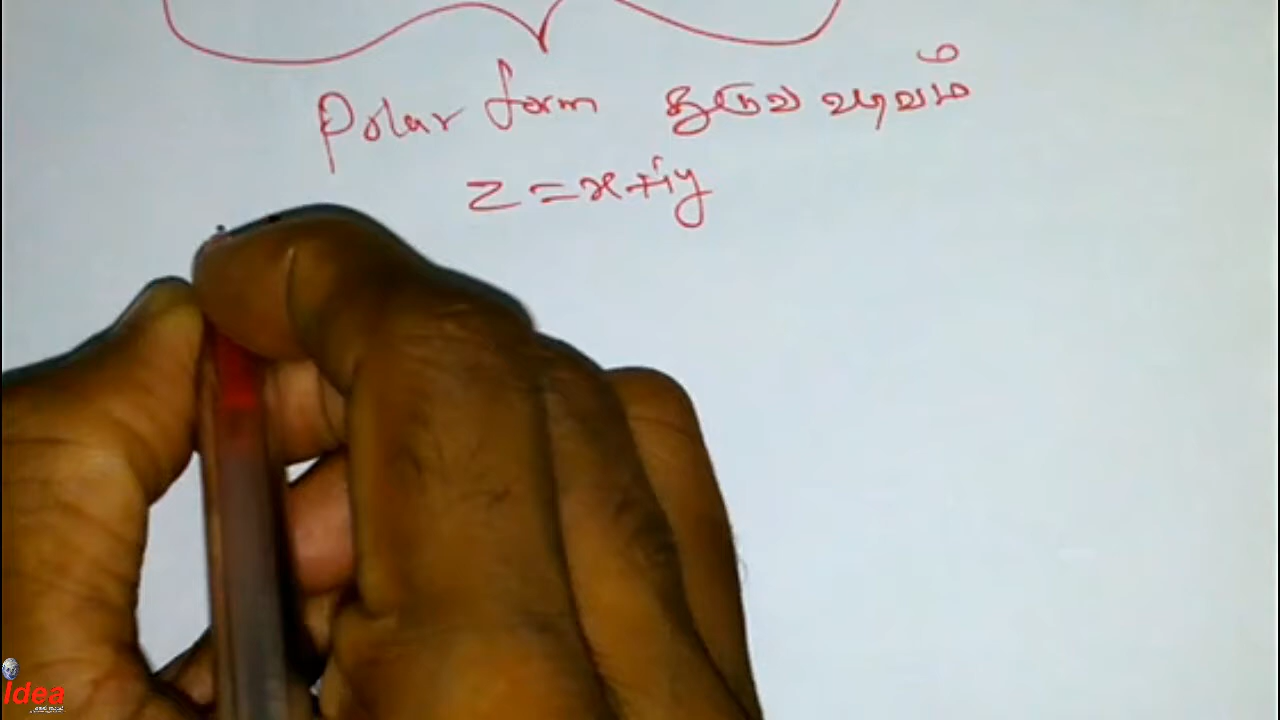 Polar form துருவ வடிவம்
z = x+iy
Idea